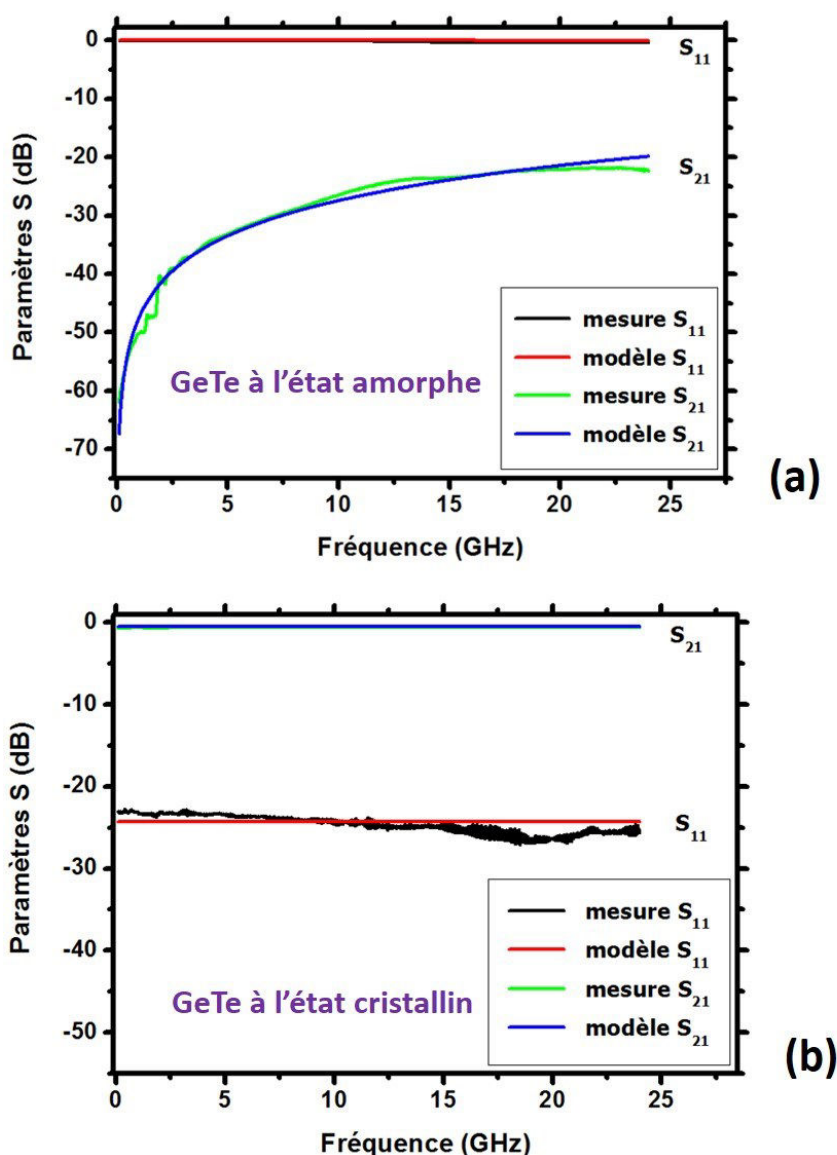 0
-10
-20
-30
-40
-50
-60
-70
Paramètres S (dB)
S11
S21
mesure S11
modèle S11
mesure S21
modèle S21
GeTe à l’état amorphe
0 5 10 15 20 25
Fréquence (GHz)
(a)
0
-10
-20
-30
-40
-50
Paramètres S (dB)
S21
S11
mesure S11
modèle S11
mesure S21
modèle S21
GeTe à l’état cristallin
0 5 10 15 20 25
Fréquence (GHz)
(b)